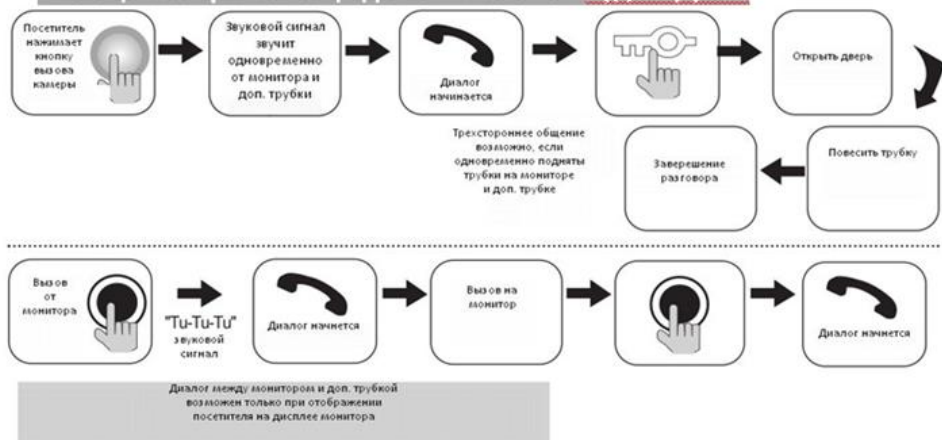 Посетитель
нажимает
кнопку
вызова
камеры
Звуковой сигнал
звучит
одновременно
от монитора и
доп. трубки
Диалог
начинается
Открыть дверь
Трехстороннее общение
возможно, если
одновременно подняты
трубки на мониторе
и доп. трубке
Заверешение
разговора
Повесить трубку
Вызов
от
монитора
"Tu-Tu-Tu"
звуковой
сигнал
Диалог начнется
Вызов на
монитор
Диалог начнется
Диалог между монитором и доп. трубкой
возможен только при отображении
посетителя на дисплее монитора